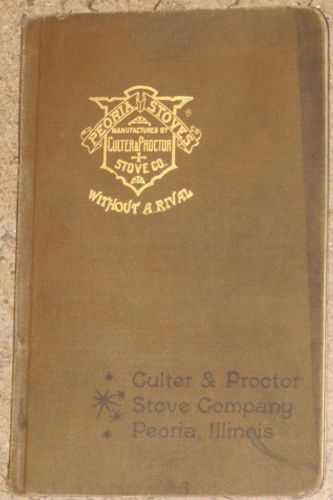 PEORIA STOVES
MANUFACTURED BY
CULTER & PROCTOR
STOVE CO.
WITHOUT A RIVAL
Culter & Proctor
Stove Company
Peoria, Illinois